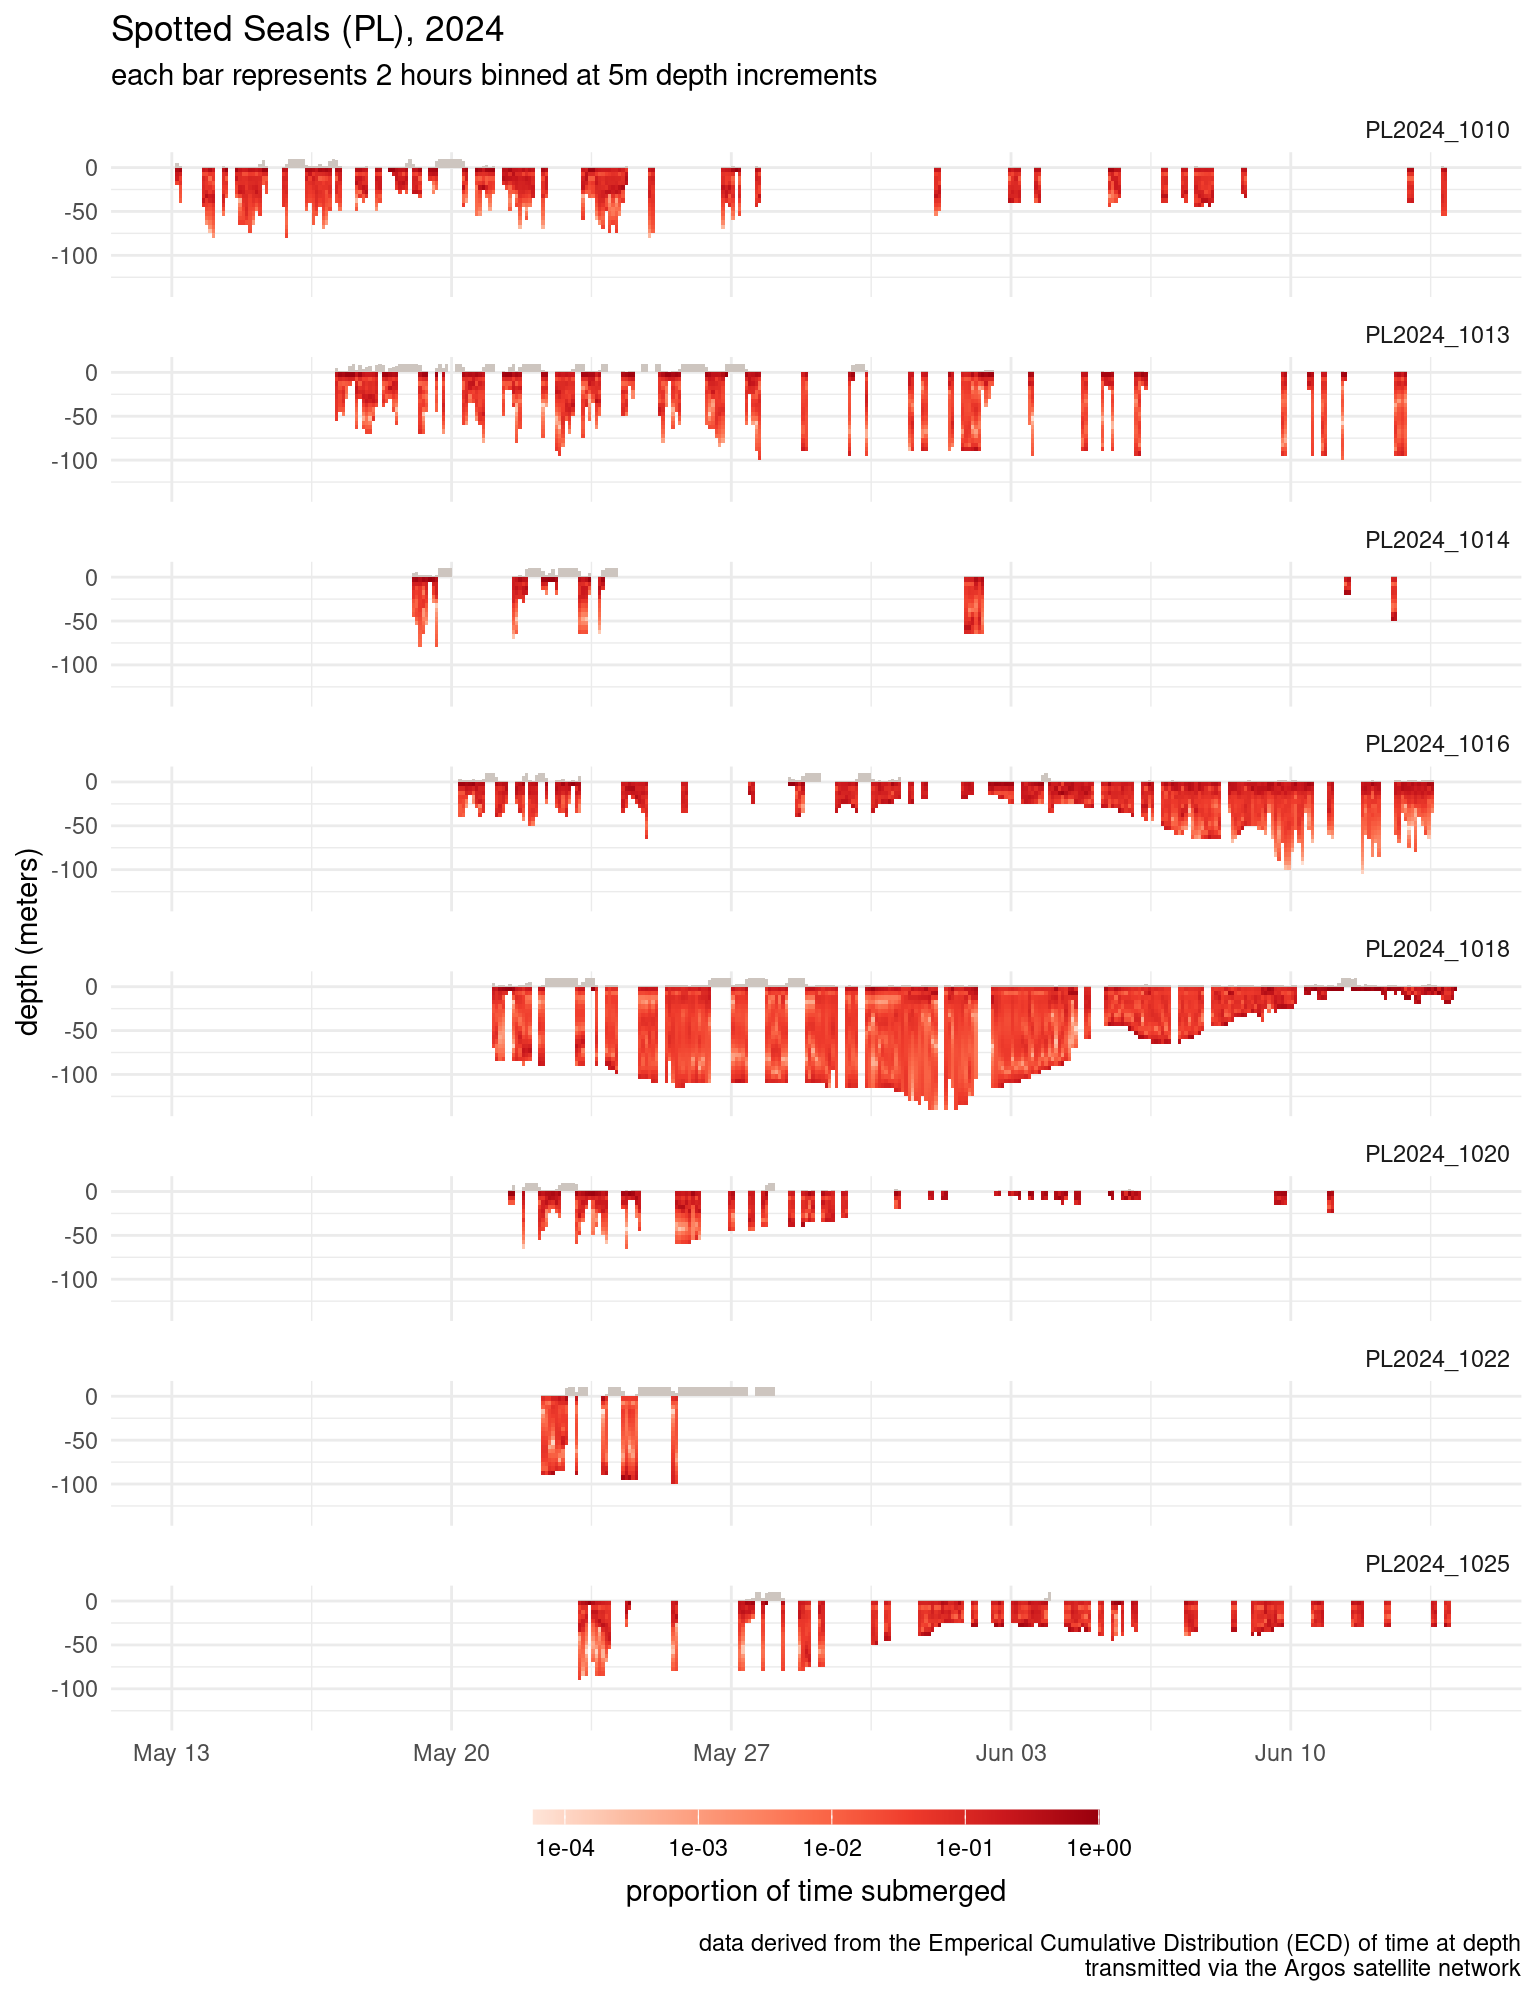 Spotted Seals (PL), 2024
each bar represents 2 hours binned at 5m depth increments
PL2024_1010
0
-50
-100
PL2024_1013
0
-50
-100
PL2024_1014
0
-50
-100
PL2024_1016
0
-50
-100
depth (meters)
PL2024_1018
0
-50
-100
PL2024_1020
0
-50
-100
PL2024_1022
0
-50
-100
PL2024_1025
0
-50
-100
May 13 May 20 May 27 Jun 03 Jun 10
1e-04 1e-03 1e-02 1e-01 1e+00
proportion of time submerged
data derived from the Emperical Cumulative Distribution (ECD) of time at depth
transmitted via the Argos satellite network